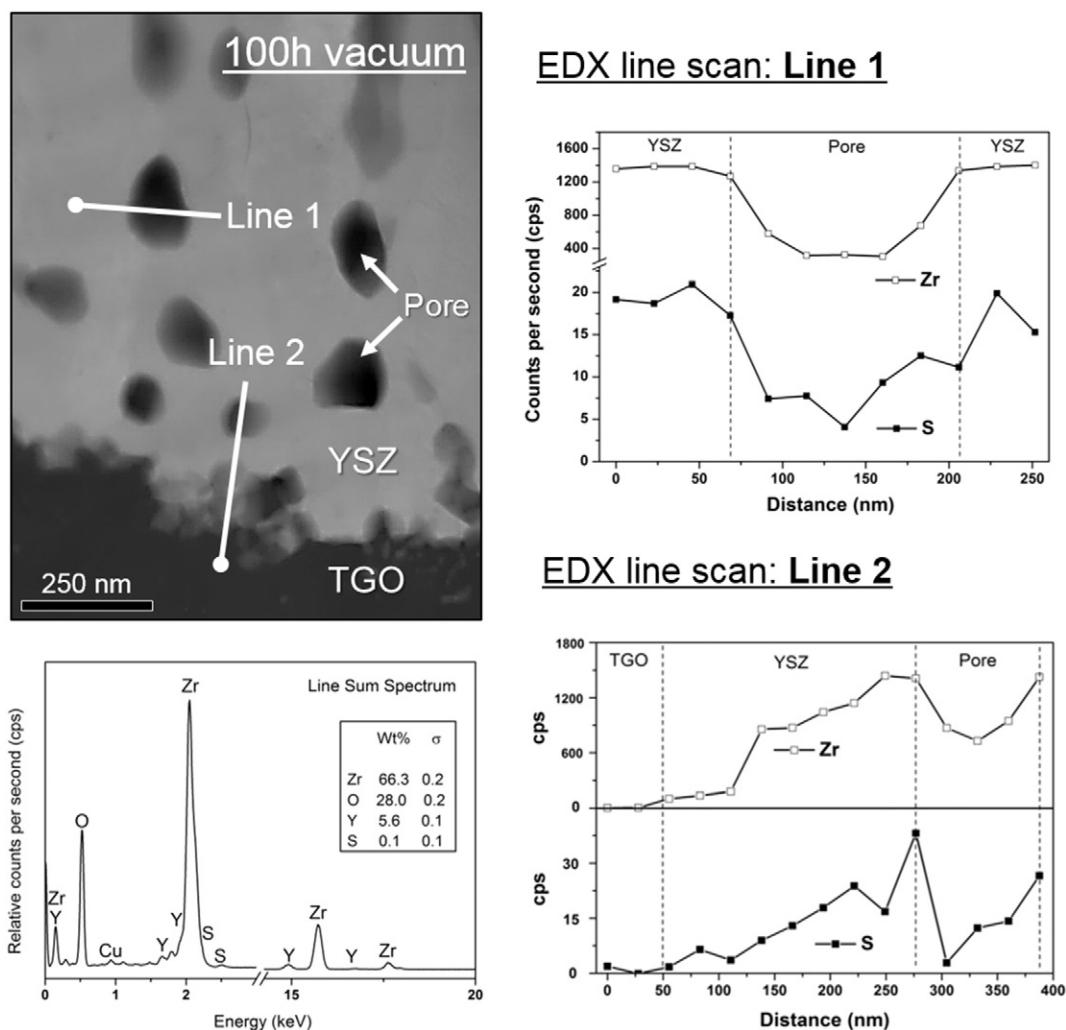 100h vacuum
Line 1
Pore
Line 2
YSZ
TGO
250 nm
EDX line scan: Line 1
YSZ Pore YSZ
1600
1200
800
400
20
15
10
5
0
Zr
S
Counts per second (cps)
0 50 100 150 200 250
Distance (nm)
EDX line scan: Line 2
TGO YSZ Pore
1800
1200
600
0
cps
Zr
30
15
0
cps
S
0 50 100 150 200 250 300 350 400
Distance (nm)
Line Sum Spectrum
Wt% σ
Zr 66.3 0.2
O 28.0 0.2
Y 5.6 0.1
S 0.1 0.1
Relative counts per second (cps)
Zr
Y
O
Cu
Y
Y
Zr
S
S
Y
Zr
Y
Zr
0 1 2 15 20
Energy (keV)